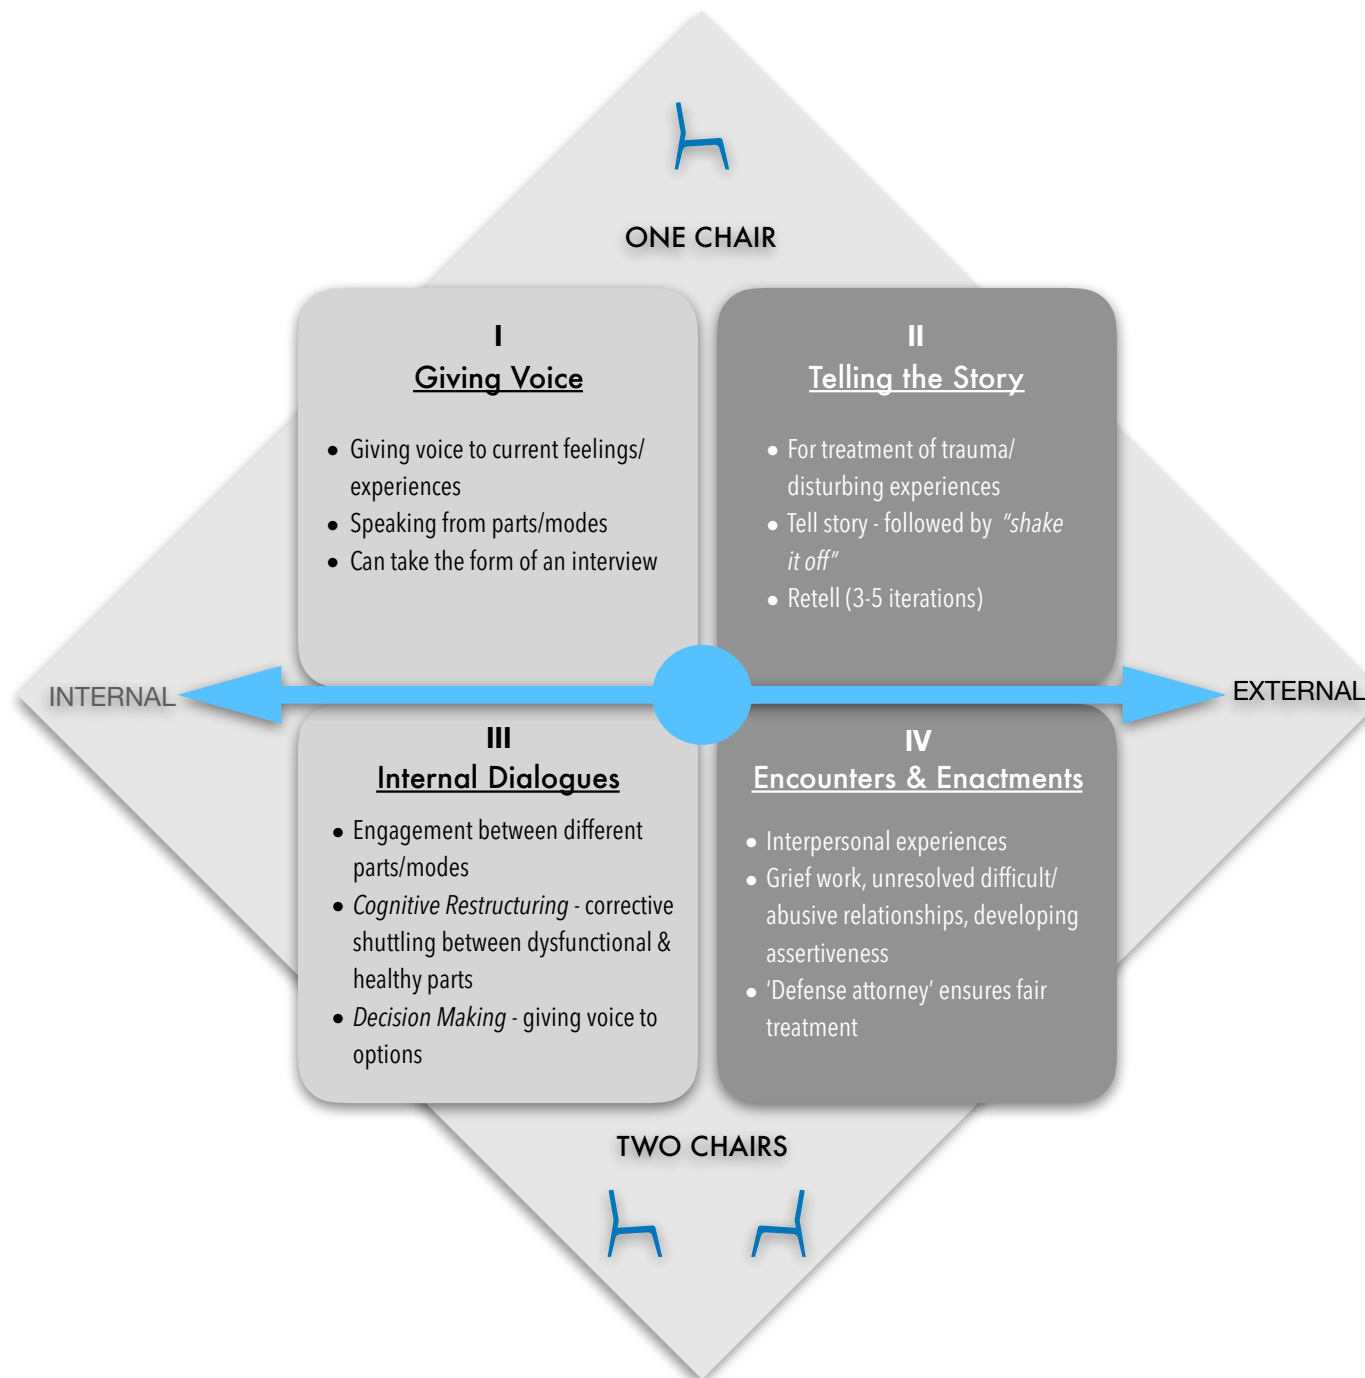 ONE CHAIR
I
Giving Voice
● Giving voice to current feelings/
experiences
● Speaking from parts/modes
● Can take the form of an interview
II
Telling the Story
● For treatment of trauma/
disturbing experiences
● Tell story - followed by “shake
it off”
● Retell (3-5 iterations)
INTERNAL
EXTERNAL
III
Internal Dialogues
● Engagement between different
parts/modes
● Cognitive Restructuring - corrective
shuttling between dysfunctional &
healthy parts
● Decision Making - giving voice to
options
IV
Encounters & Enactments
● Interpersonal experiences
● Grief work, unresolved difficult/
abusive relationships, developing
assertiveness
● ‘Defense attorney’ ensures fair
treatment
TWO CHAIRS